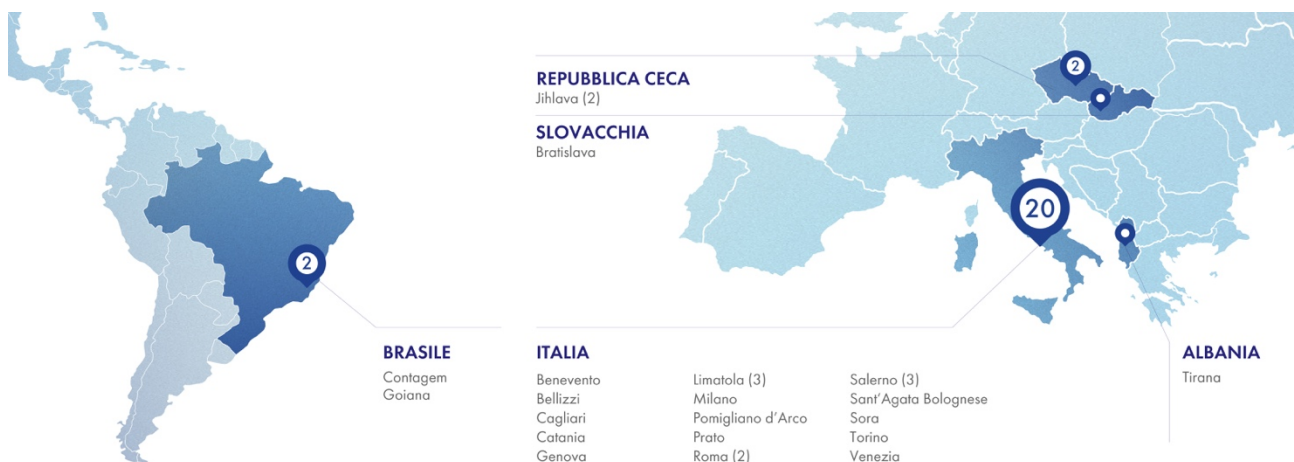 2
REPUBBLICA CECA
Jihlava (2)
SLOVACCHIA
Bratislava
20
2
BRASILE
Contagem
Goiana
ITALIA
Benevento
Bellizzi
Cagliari
Catania
Genova
Limatola (3)
Milano
Pomigliano d'Arco
Prato
Roma (2)
Salerno (3)
Sant'Agata Bolognese
Sora
Torino
Venezia
ALBANIA
Tirana